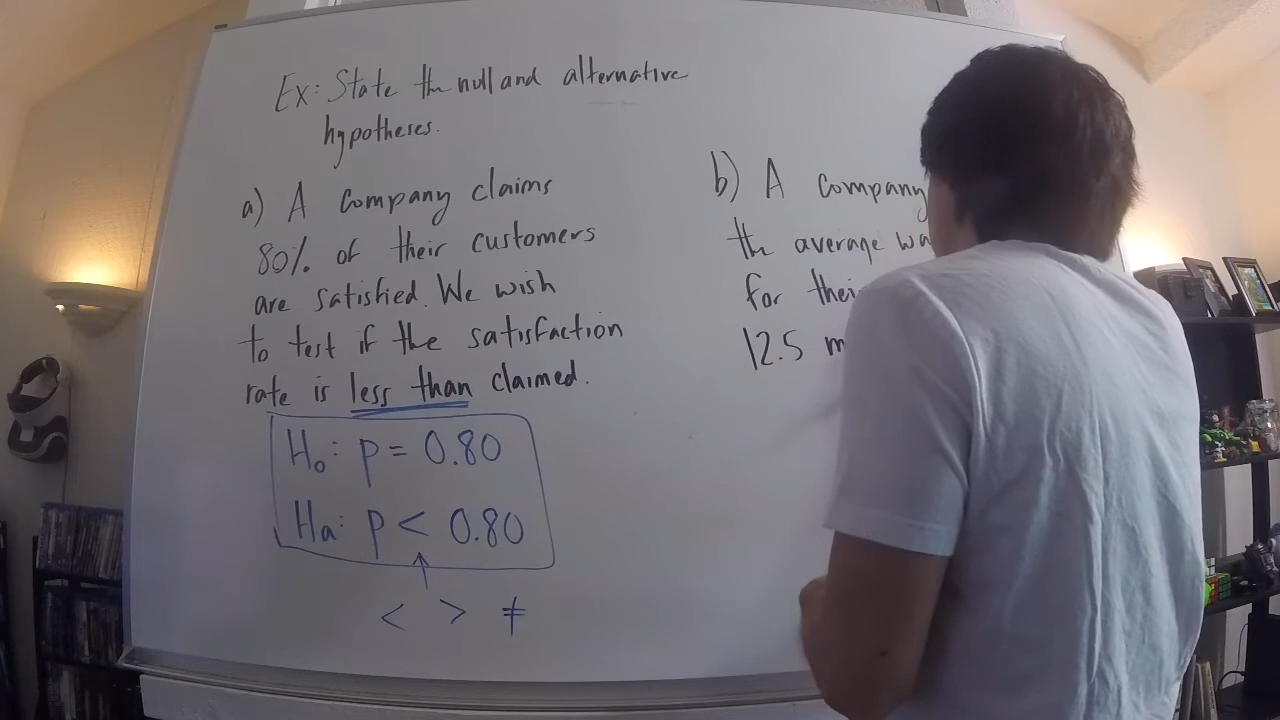 Ex: State the null and alternative
hypotheses.
a) A company claims
80% of their customers
are satisfied. We wish
to test if the satisfaction
rate is less than claimed.
H₀: p = 0.80
Ha: p < 0.80
< > ≠
b) A company
the average
for
12.5